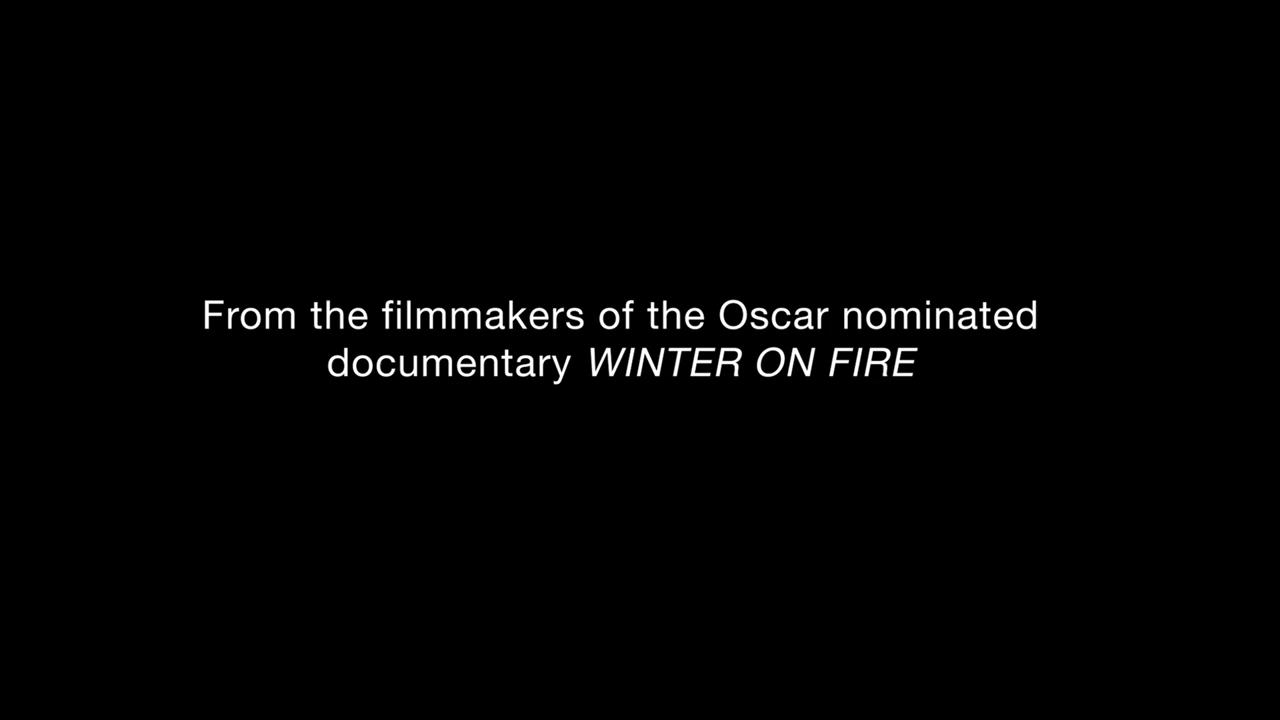 From the filmmakers of the Oscar nominated
documentary WINTER ON FIRE